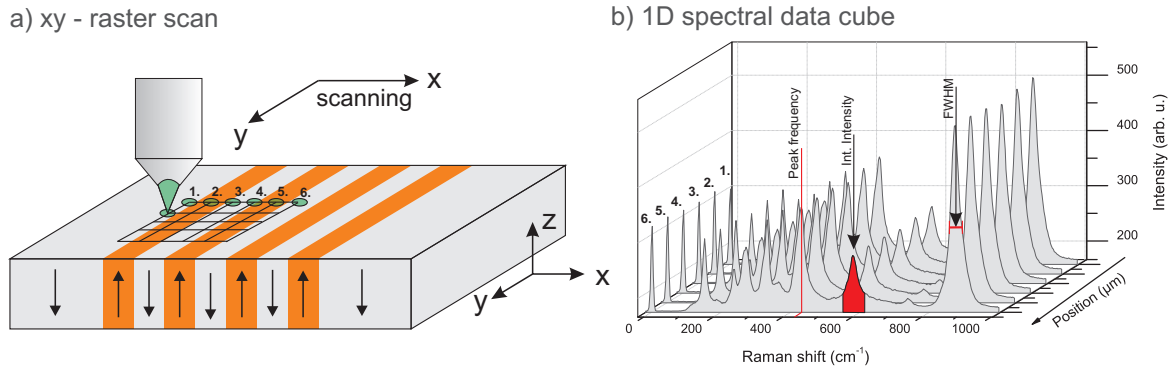 a) xy - raster scan
x
scanning
y
1. 2. 3. 4. 5. 6.
z
x
y
b) 1D spectral data cube
500
400
300
200
Intensity (arb. u.)
Peak frequency
Int. Intensity
FWHM
6. 5. 4. 3. 2. 1.
0 200 400 600 800 1000
Raman shift (cm⁻¹)
Position (μm)